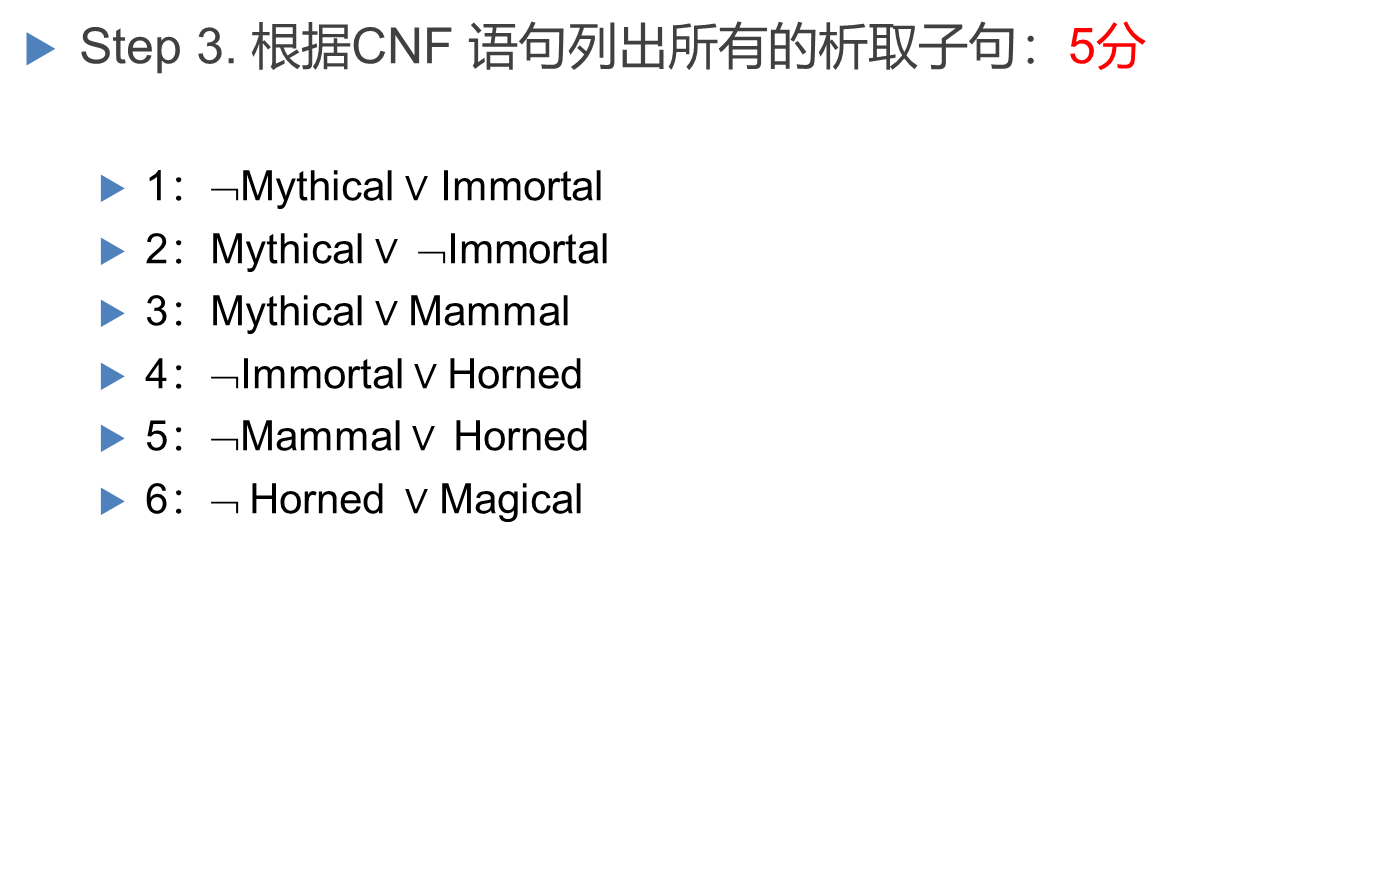 Step 3. 根据CNF 语句列出所有的析取子句：5分
1：¬Mythical∨Immortal
2：Mythical∨ ¬Immortal
3：Mythical∨Mammal
4：¬Immortal∨Horned
5：¬Mammal∨ Horned
6：¬ Horned ∨Magical